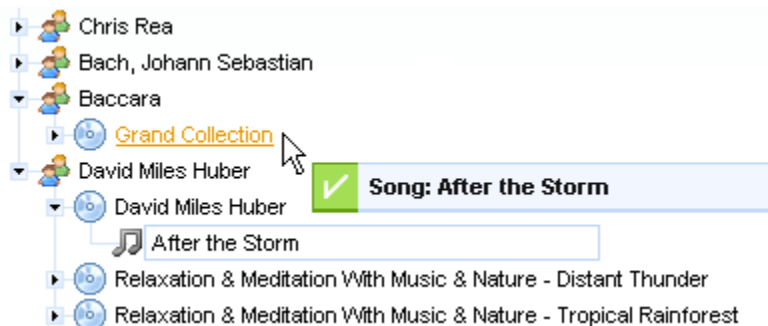 Chris Rea
Bach, Johann Sebastian
Baccara
Grand Collection
David Miles Huber
Song: After the Storm
David Miles Huber
After the Storm
Relaxation & Meditation With Music & Nature - Distant Thunder
Relaxation & Meditation With Music & Nature - Tropical Rainforest